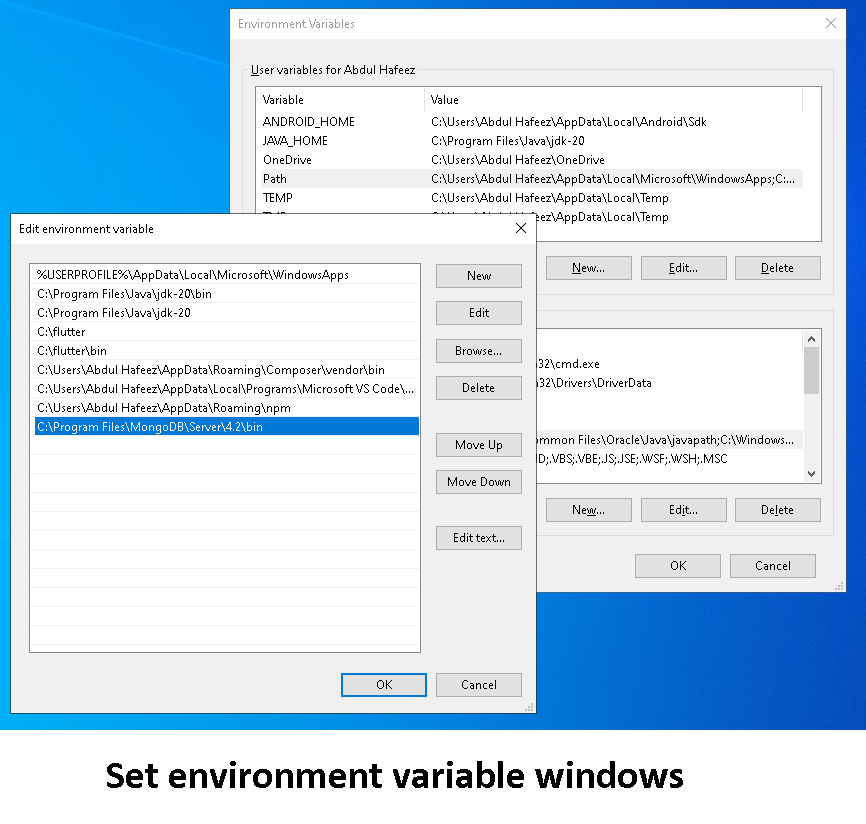 Environment Variables
User variables for Abdul Hafeez
Variable Value
ANDROID_HOME C:\Users\Abdul Hafeez\AppData\Local\Android\Sdk
JAVA_HOME C:\Program Files\Java\jdk-20
OneDrive C:\Users\Abdul Hafeez\OneDrive
Path C:\Users\Abdul Hafeez\AppData\Local\Microsoft\WindowsApps;C:...
TEMP C:\Users\Abdul Hafeez\AppData\Local\Temp
C:\Users\Abdul Hafeez\AppData\Local\Temp
New... Edit... Delete
Edit environment variable
%USERPROFILE%\AppData\Local\Microsoft\WindowsApps
C:\Program Files\Java\jdk-20\bin
C:\Program Files\Java\jdk-20
C:\flutter
C:\flutter\bin
C:\Users\Abdul Hafeez\AppData\Roaming\Composer\vendor\bin
C:\Users\Abdul Hafeez\AppData\Local\Programs\Microsoft VS Code\...
C:\Users\Abdul Hafeez\AppData\Roaming\npm
C:\Program Files\MongoDB\Server\4.2\bin
New
Edit
Browse...
Delete
Move Up
Move Down
Edit text...
OK Cancel
32\cmd.exe
32\Drivers\DriverData
ommon Files\Oracle\Java\javapath;C:\Windows...
D;.VBS;.VBE;.JS;.JSE;.WSF;.WSH;.MSC
New... Edit... Delete
OK Cancel
Set environment variable windows